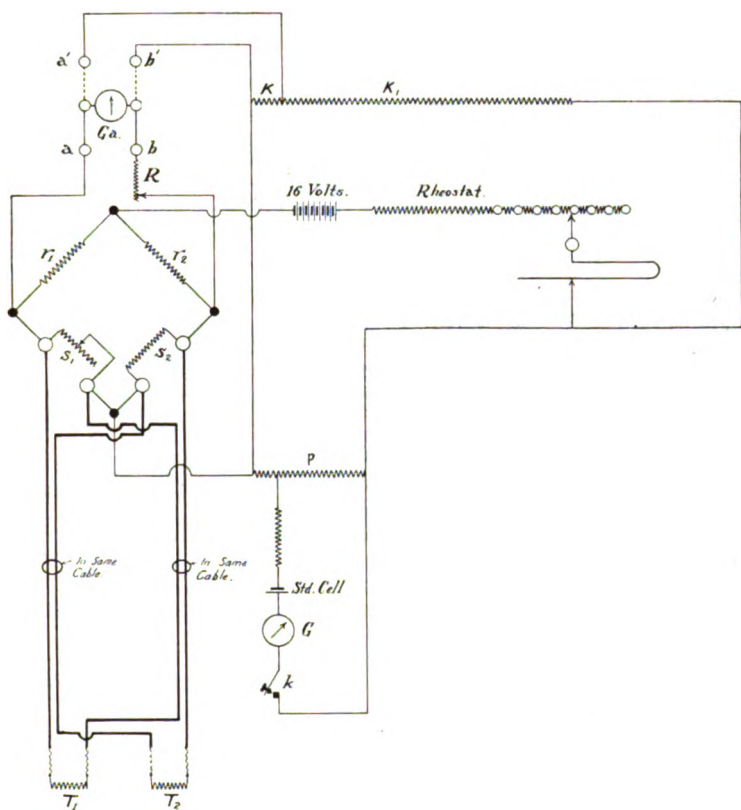 a' b'
K K₁
Ga.
a b
R
16 Volts. Rheostat.
r₁ r₂
S₁ S₂
P
In Same
Cable.
In Same
Cable.
Std. Cell
G
k
T₁ T₂